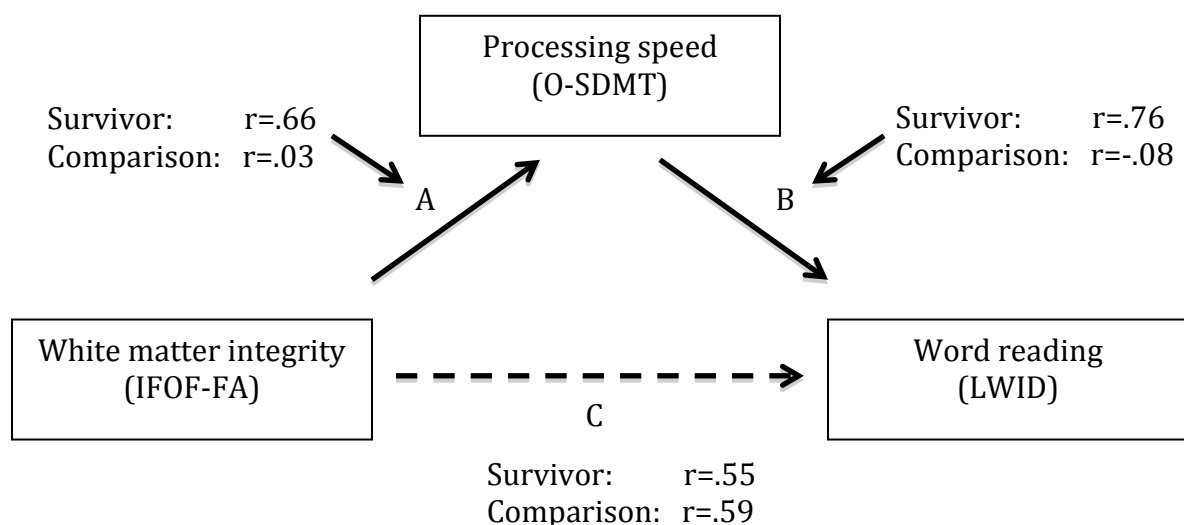 Processing speed
(O-SDMT)
Survivor: r=.66
Comparison: r=.03
Survivor: r=.76
Comparison: r=-.08
A
B
White matter integrity
(IFOF-FA)
Word reading
(LWID)
C
Survivor: r=.55
Comparison: r=.59